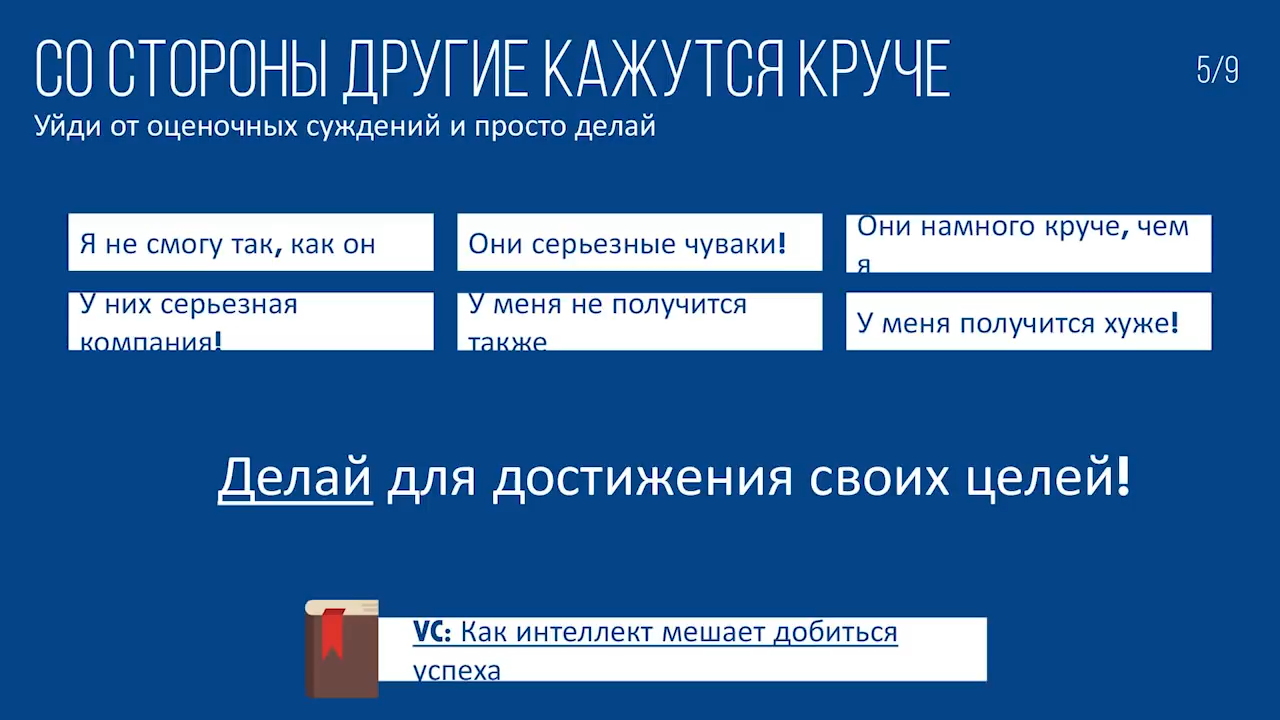 СО СТОРОНЫ ДРУГИЕ КАЖУТСЯ КРУЧЕ
5/9
Уйди от оценочных суждений и просто делай
Я не смогу так, как он
Они серьезные чуваки!
Они намного круче, чем
я
У них серьезная
компания!
У меня не получится
также
У меня получится хуже!
Делай для достижения своих целей!
VC: Как интеллект мешает добиться
успеха